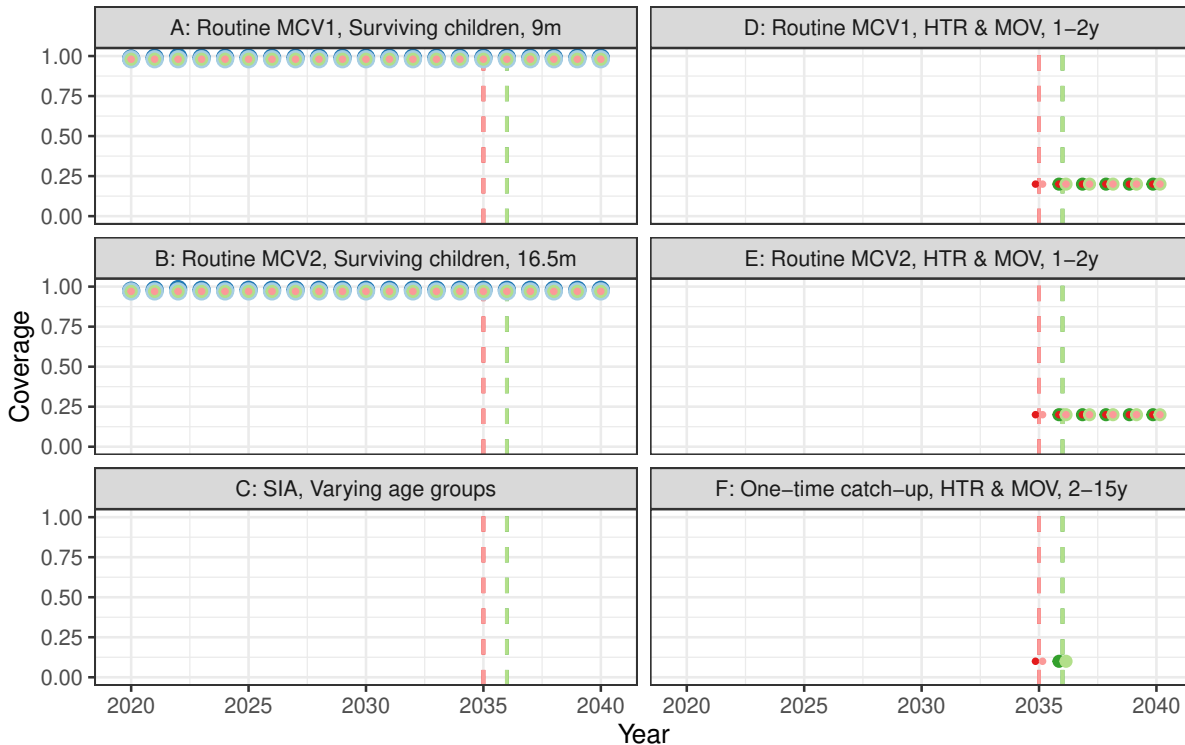 A: Routine MCV1, Surviving children, 9m
D: Routine MCV1, HTR & MOV, 1−2y
1.00
0.75
0.50
0.25
0.00
B: Routine MCV2, Surviving children, 16.5m
E: Routine MCV2, HTR & MOV, 1−2y
1.00
0.75
0.50
0.25
0.00
Coverage
C: SIA, Varying age groups
F: One−time catch−up, HTR & MOV, 2−15y
1.00
0.75
0.50
0.25
0.00
2020 2025 2030 2035 2040
2020 2025 2030 2035 2040
Year